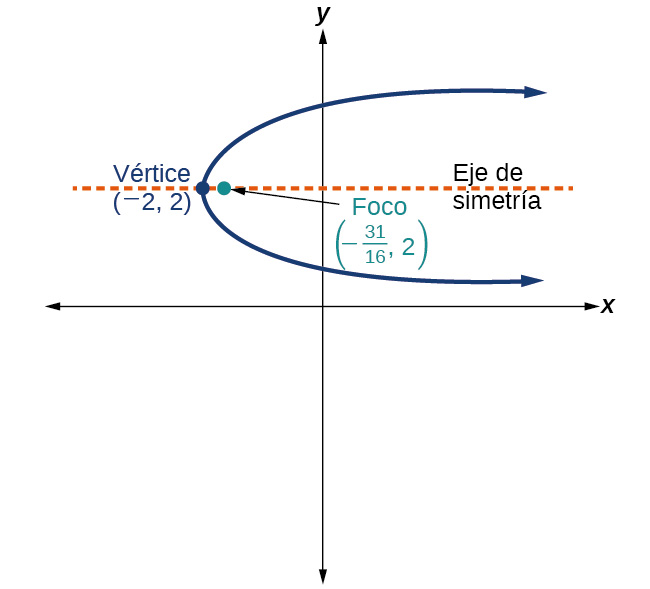 y
Vértice
(−2, 2)
Eje de
simetría
Foco
(−31/16, 2)
x